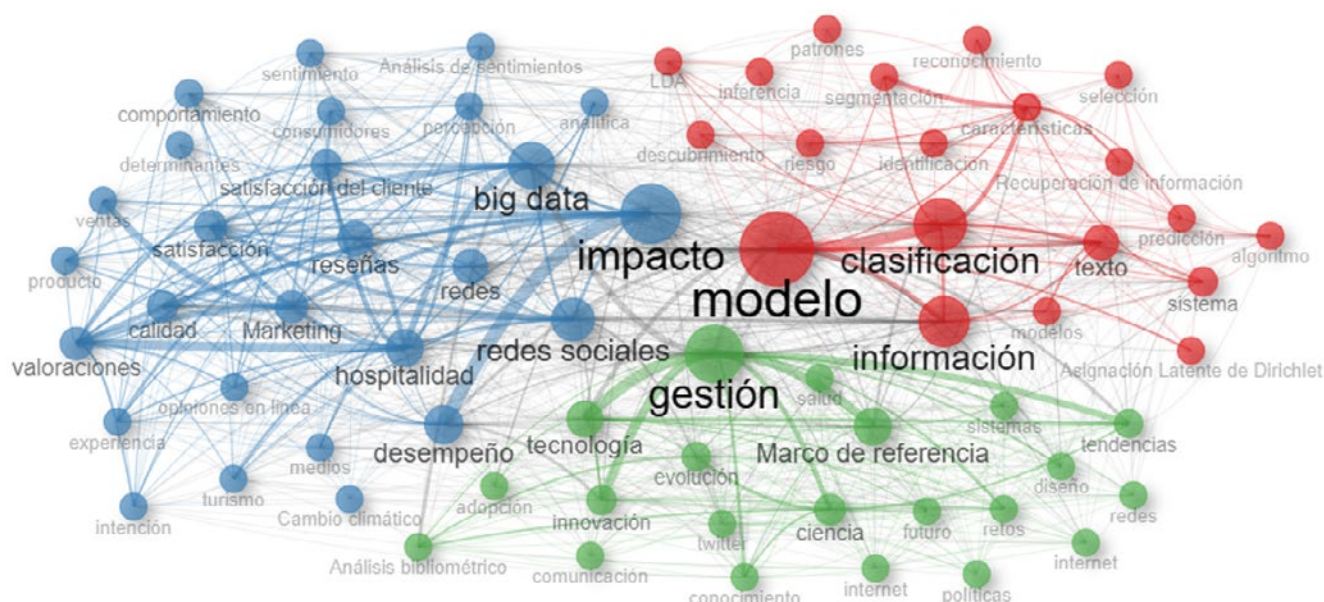 patrones
reconocimiento
sentimiento
Análisis de sentimientos
LDA
inferencia
segmentación
selección
comportamiento
consumidores
percepción
analítica
características
determinantes
descubrimiento
riesgo
identificación
satisfacción del cliente
Recuperación de información
big data
ventas
satisfacción
reseñas
impacto
clasificación
texto
predicción
algoritmo
producto
redes
modelo
sistema
calidad
Marketing
modelos
valoraciones
hospitalidad
redes sociales
información
Asignación Latente de Dirichlet
gestión
salud
opiniones en línea
experiencia
medios
desempeño
tecnología
Marco de referencia
sistemas
tendencias
evolución
diseño
turismo
adopción
intención
Cambio climático
innovación
twitter
ciencia
futuro
retos
redes
Análisis bibliométrico
comunicación
conocimiento
internet
políticas
internet